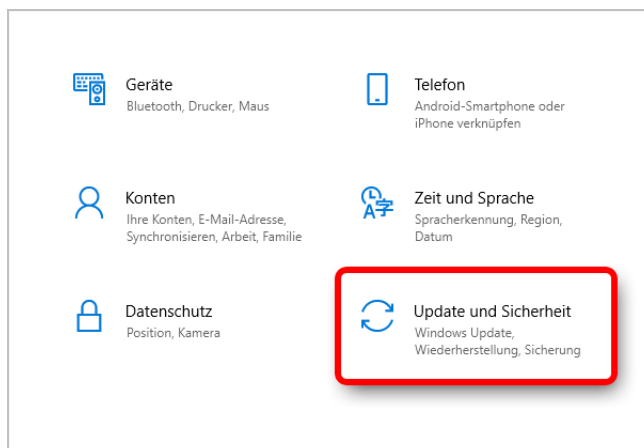 Geräte
Bluetooth, Drucker, Maus
Telefon
Android-Smartphone oder
iPhone verknüpfen
Konten
Ihre Konten, E-Mail-Adresse,
Synchronisieren, Arbeit, Familie
Zeit und Sprache
Spracherkennung, Region,
Datum
Datenschutz
Position, Kamera
Update und Sicherheit
Windows Update,
Wiederherstellung, Sicherung